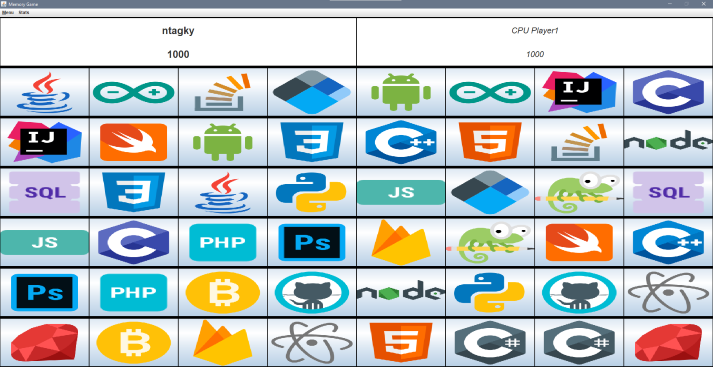 Memory Game
Menu Stats
ntagky CPU Player1
1000 1000
IJ C
IJ 3 C++ 5 node
SQL 3 JS SQL
JS C PHP Ps C++
Ps PHP B node
B 5 C# C#